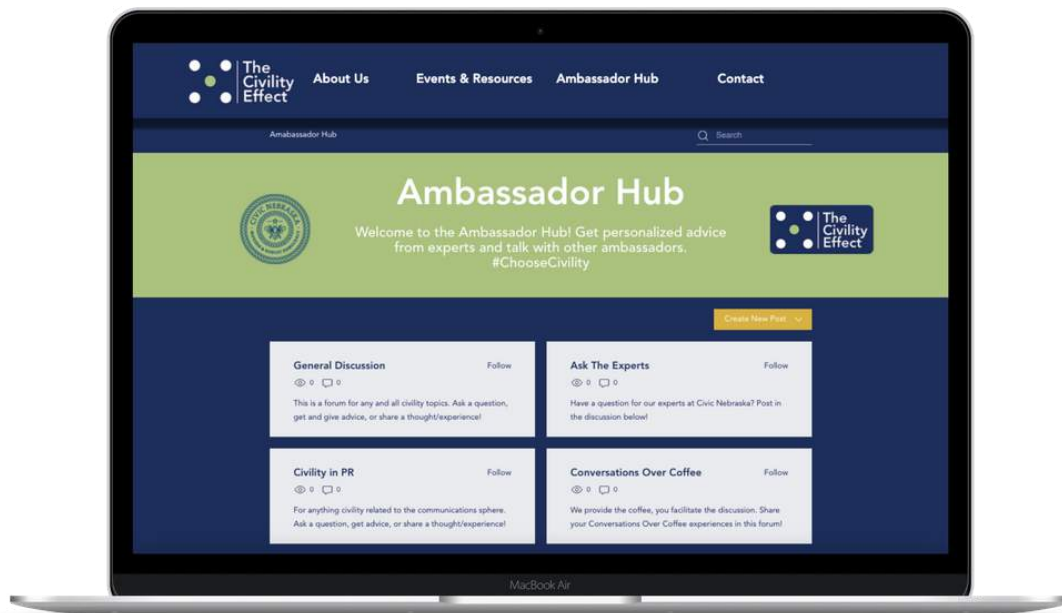 The
Civility
Effect
About Us
Events & Resources
Ambassador Hub
Contact
Amabassador Hub
Search
Ambassador Hub
CIVIC NEBRASKA
Welcome to the Ambassador Hub! Get personalized advice
from experts and talk with other ambassadors.
#ChooseCivility
The
Civility
Effect
Create New Post
General Discussion
Follow
0 0
This is a forum for any and all civility topics. Ask a question,
get and give advice, or share a thought/experience!
Ask The Experts
Follow
0 0
Have a question for our experts at Civic Nebraska? Post in
the discussion below!
Civility in PR
Follow
0 0
For anything civility related to the communications sphere.
Ask a question, get advice, or share a thought/experience!
Conversations Over Coffee
Follow
0 0
We provide the coffee, you facilitate the discussion. Share
your Conversations Over Coffee experiences in this forum!
MacBook Air